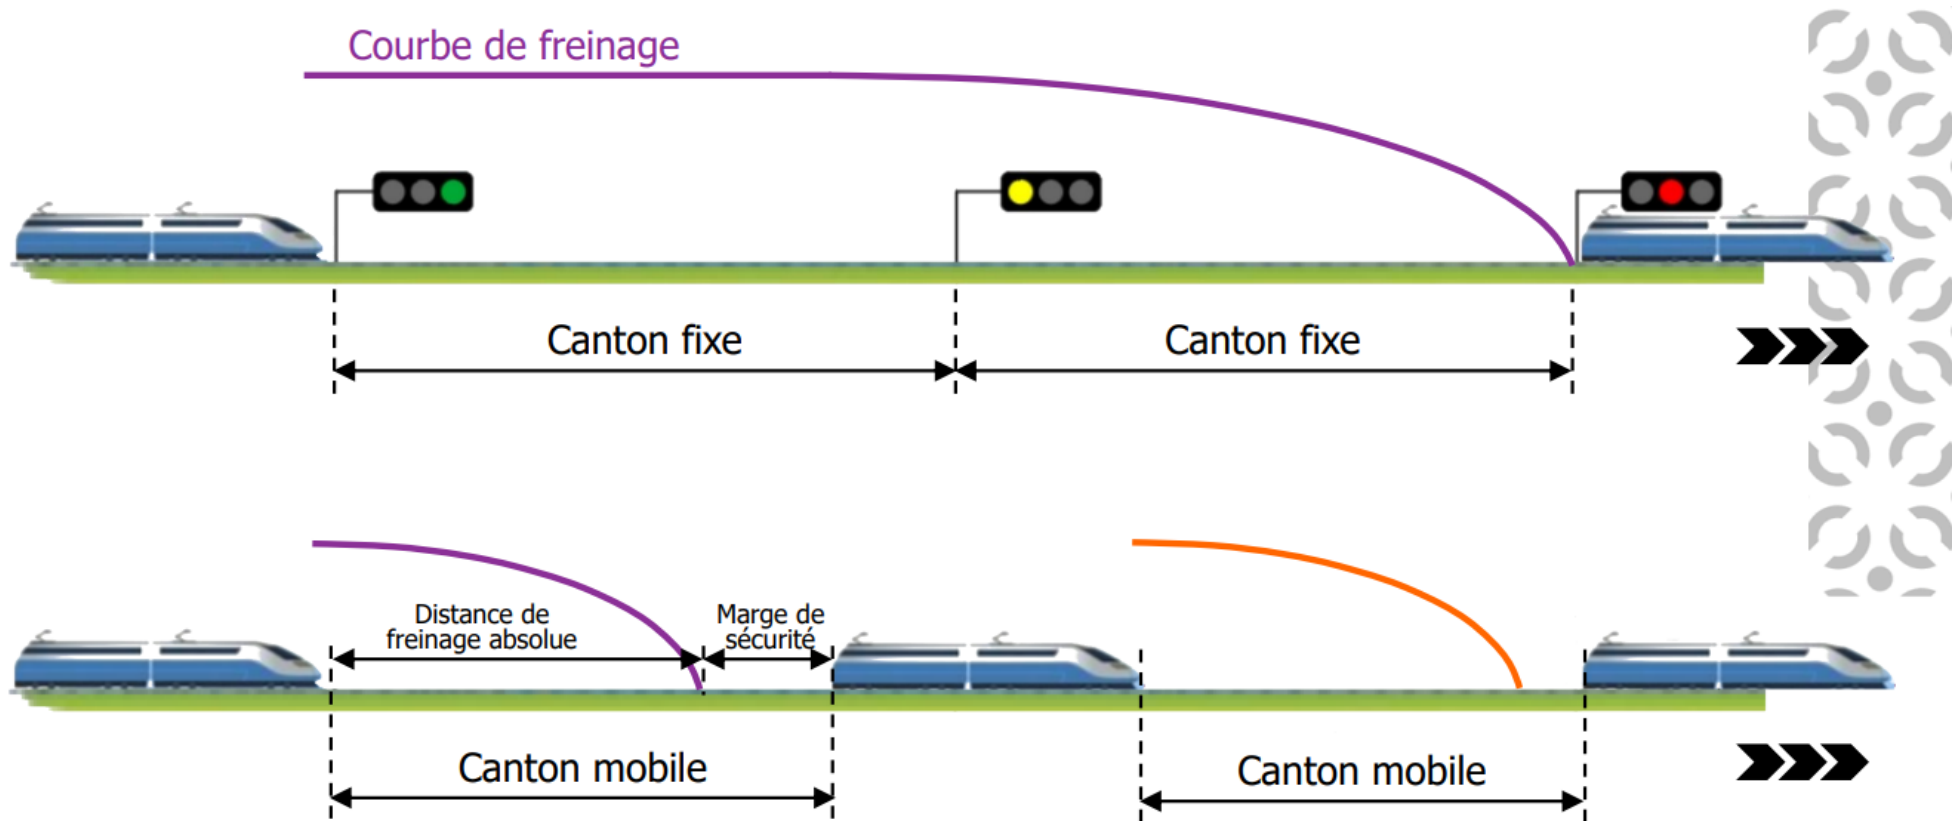 Courbe de freinage
Canton fixe
Canton fixe
Distance de
freinage absolue
Marge de
sécurité
Canton mobile
Canton mobile